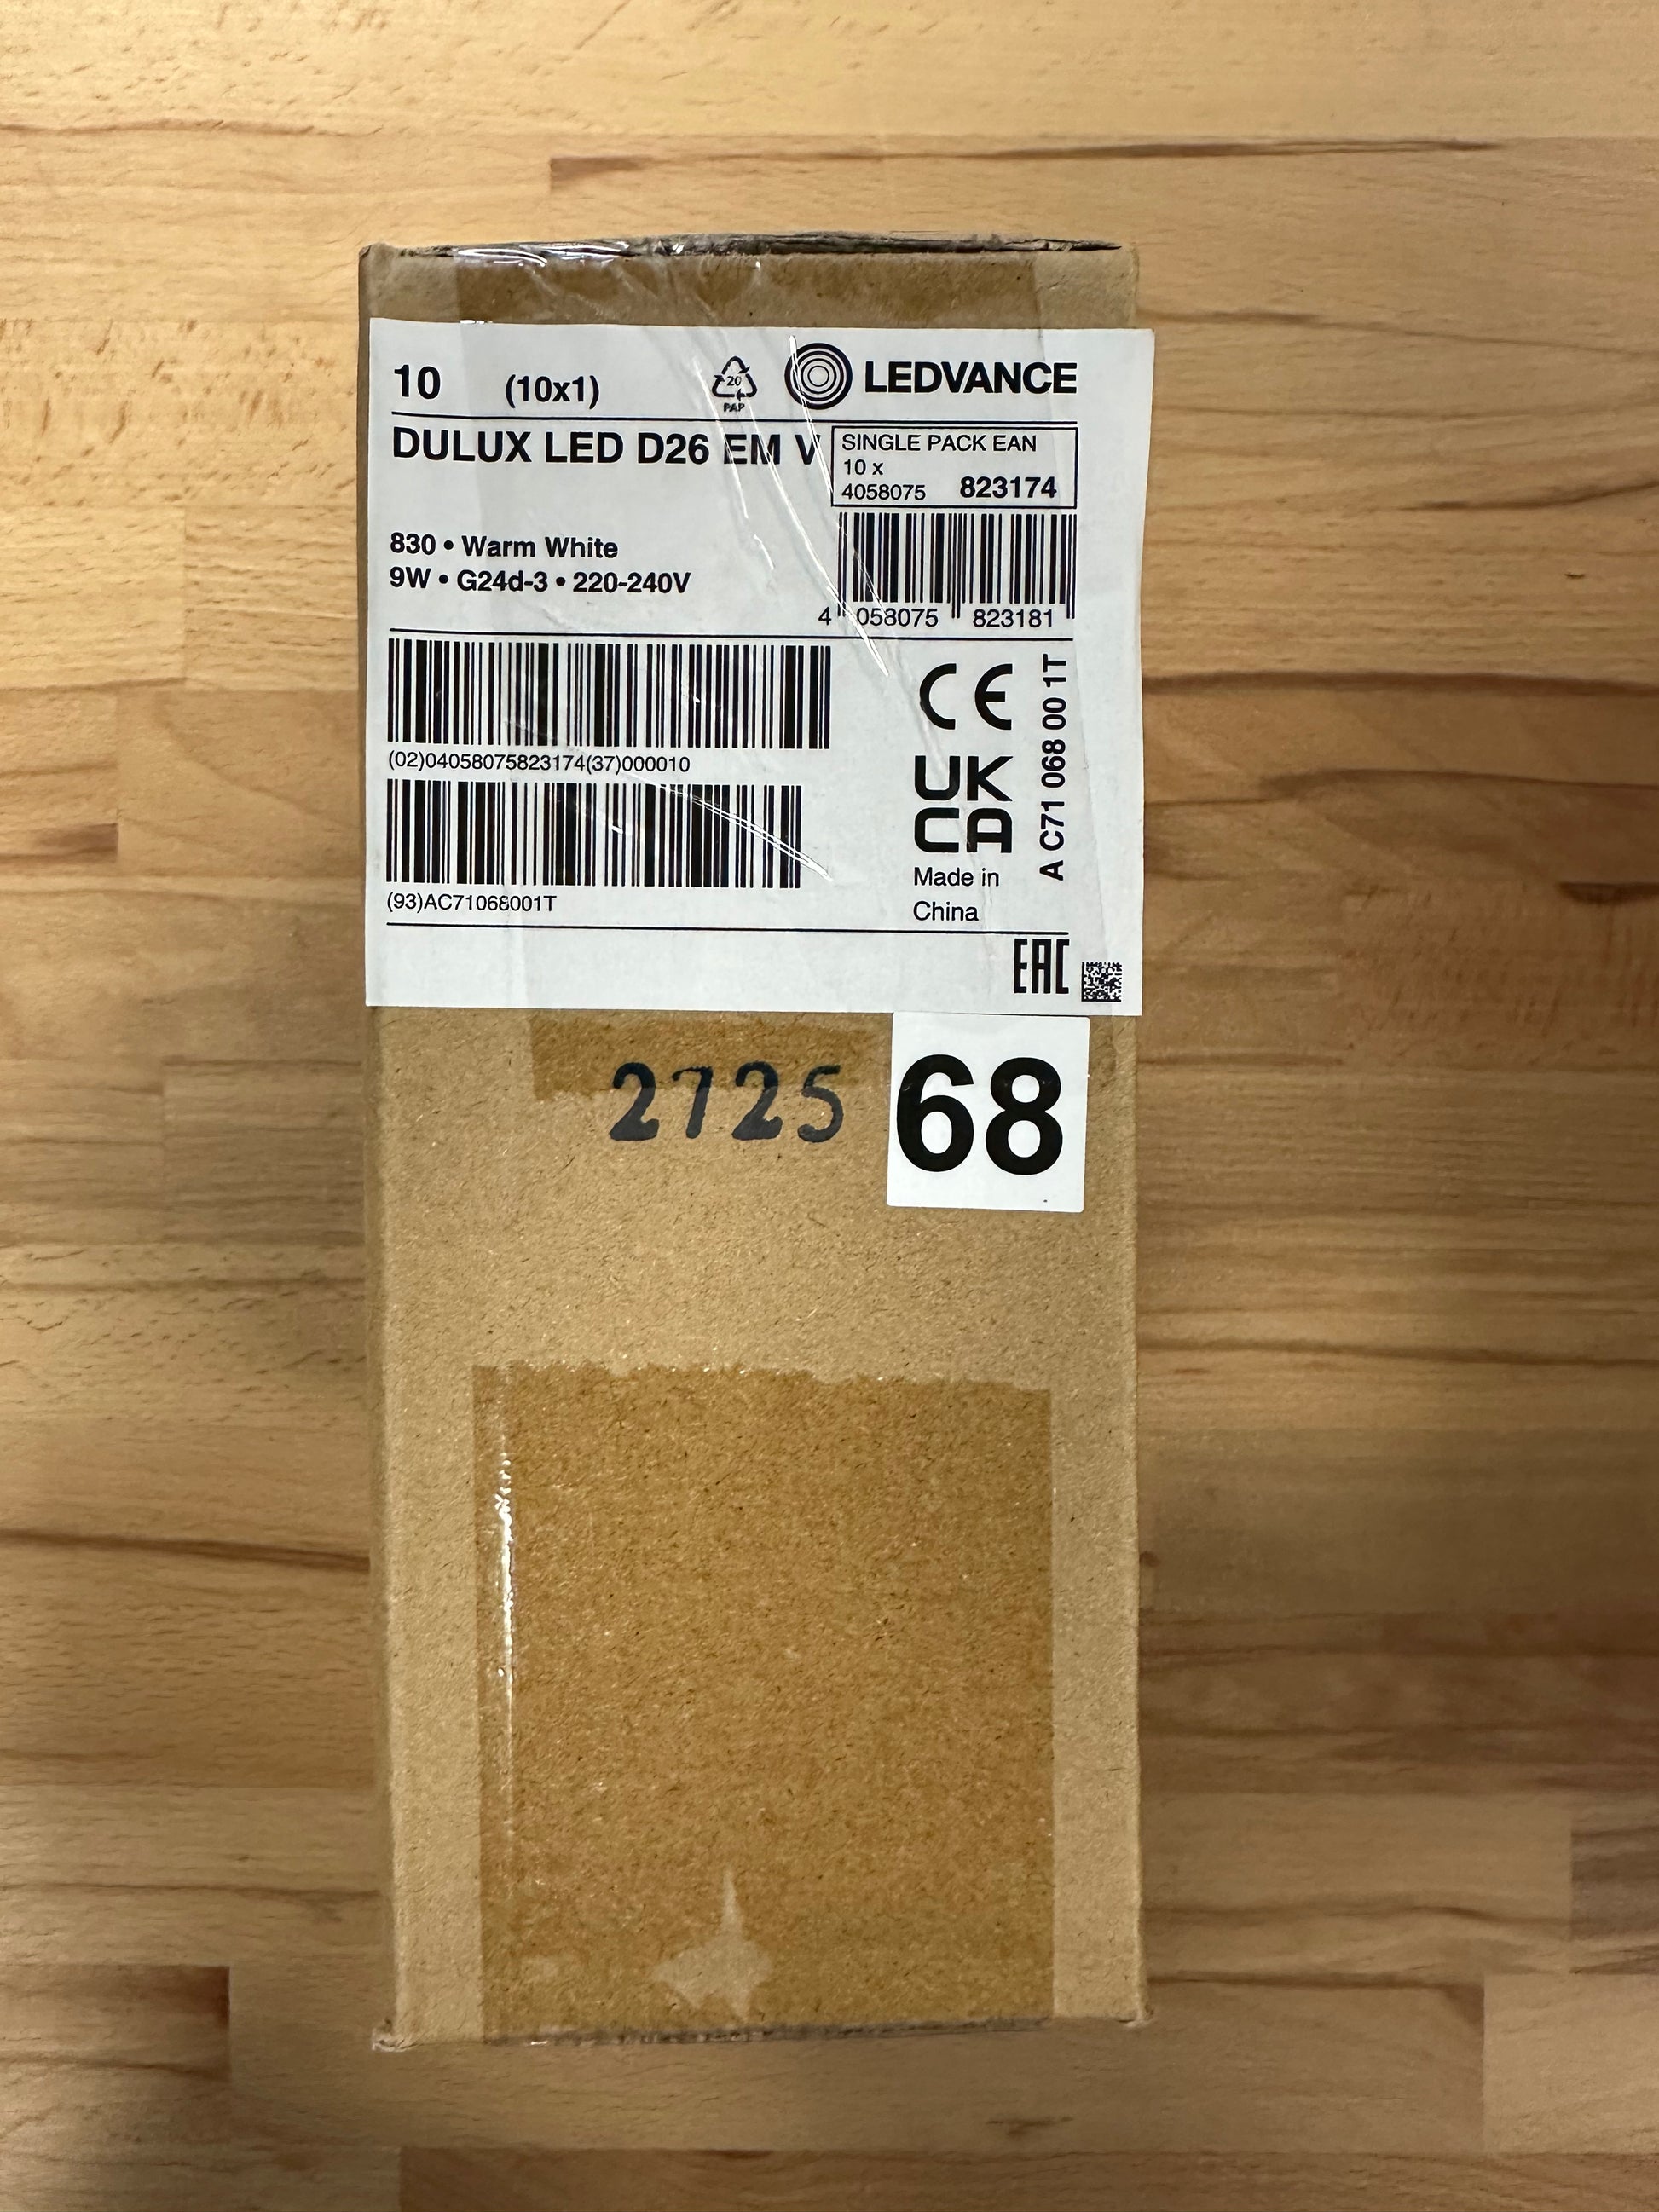 10 (10x1) 20 PAP LEDVANCE
DULUX LED D26 EM V
SINGLE PACK EAN
10 x
4058075 823174
830 • Warm White
9W • G24d-3 • 220-240V
4 058075 823181
(02)04058075823174(37)000010
(93)AC71068001T
CE
UK
CA
Made in
China
A C71 068 00 1T
EAC
2725
68